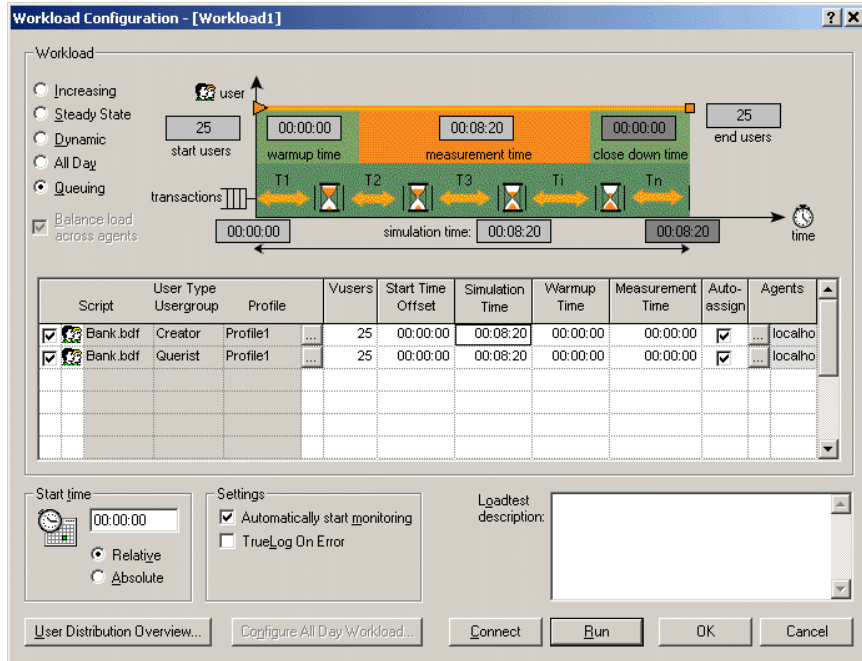 Workload Configuration - [Workload1]
Workload
Increasing
Steady State
Dynamic
All Day
Queuing
Balance load
across agents
user
25
start users
00:00:00
warmup time
00:08:20
measurement time
00:00:00
close down time
25
end users
transactions
T1
T2
T3
Ti
Tn
00:00:00
simulation time: 00:08:20
00:08:20
time
Script User Type Usergroup Profile Vusers Start Time Offset Simulation Time Warmup Time Measurement Time Auto-assign Agents
Bank.bdf Creator Profile1 ... 25 00:00:00 00:08:20 00:00:00 00:00:00 ... localho
Bank.bdf Querist Profile1 ... 25 00:00:00 00:08:20 00:00:00 00:00:00 ... localho
Start time
00:00:00
Relative
Absolute
Settings
Automatically start monitoring
TrueLog On Error
Loadtest
description:
User Distribution Overview... Configure All Day Workload... Connect Run OK Cancel